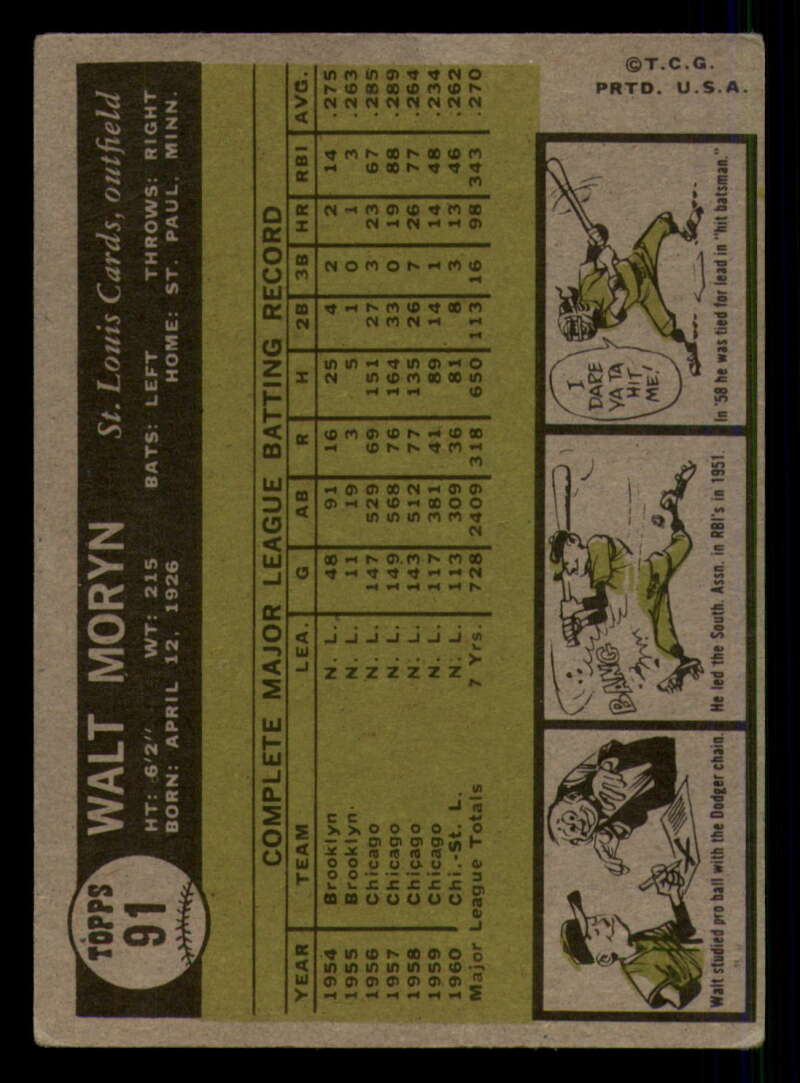 TOPPS
91
WALT MORYN St. Louis Cards, outfield
HT: 6'2" WT: 215 BATS: LEFT THROWS: RIGHT
BORN: APRIL 12, 1926 HOME: ST. PAUL, MINN.
COMPLETE MAJOR LEAGUE BATTING RECORD
YEAR TEAM LEA. G AB R H 2B 3B HR RBI AVG.
1954 Brooklyn N. L. 48 91 16 25 4 2 2 14 .275
1955 Brooklyn N. L. 11 19 3 5 1 0 1 3 .263
1956 Chicago N. L. 147 529 69 151 27 3 23 67 .285
1957 Chicago N. L. 149 568 76 164 33 0 19 88 .289
1958 Chicago N. L. 143 512 77 135 26 7 26 77 .264
1959 Chicago N. L. 117 381 41 89 14 1 14 48 .234
1960 Chi.-St. L. N. L. 113 309 36 81 8 3 13 46 .262
Major League Totals 7 Yrs. 728 2409 318 650 113 16 98 343 .270
Walt studied pro ball with the Dodger chain.
BANG
He led the South. Assn. in RBI's in 1951.
I
DARE
YA TA
HIT
ME!
In '58 he was tied for lead in "hit batsman."
©T.C.G.
PRTD. U.S.A.